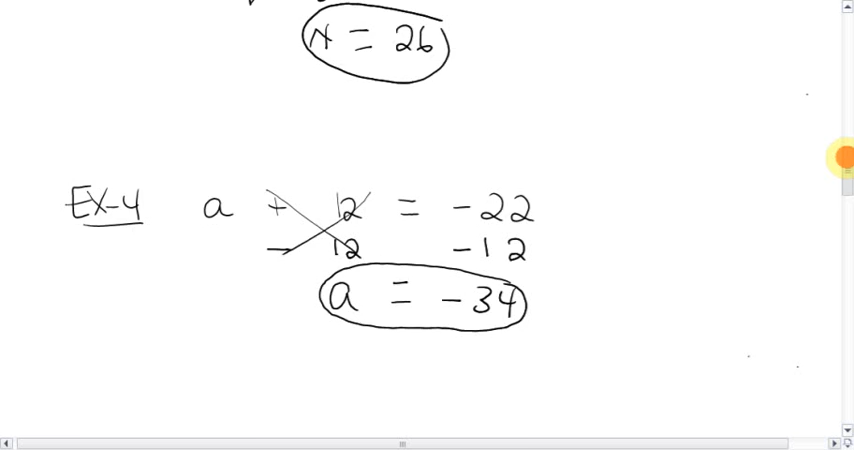 x = 26
EX-4 a + 12 = -22
- 12 -12
a = -34